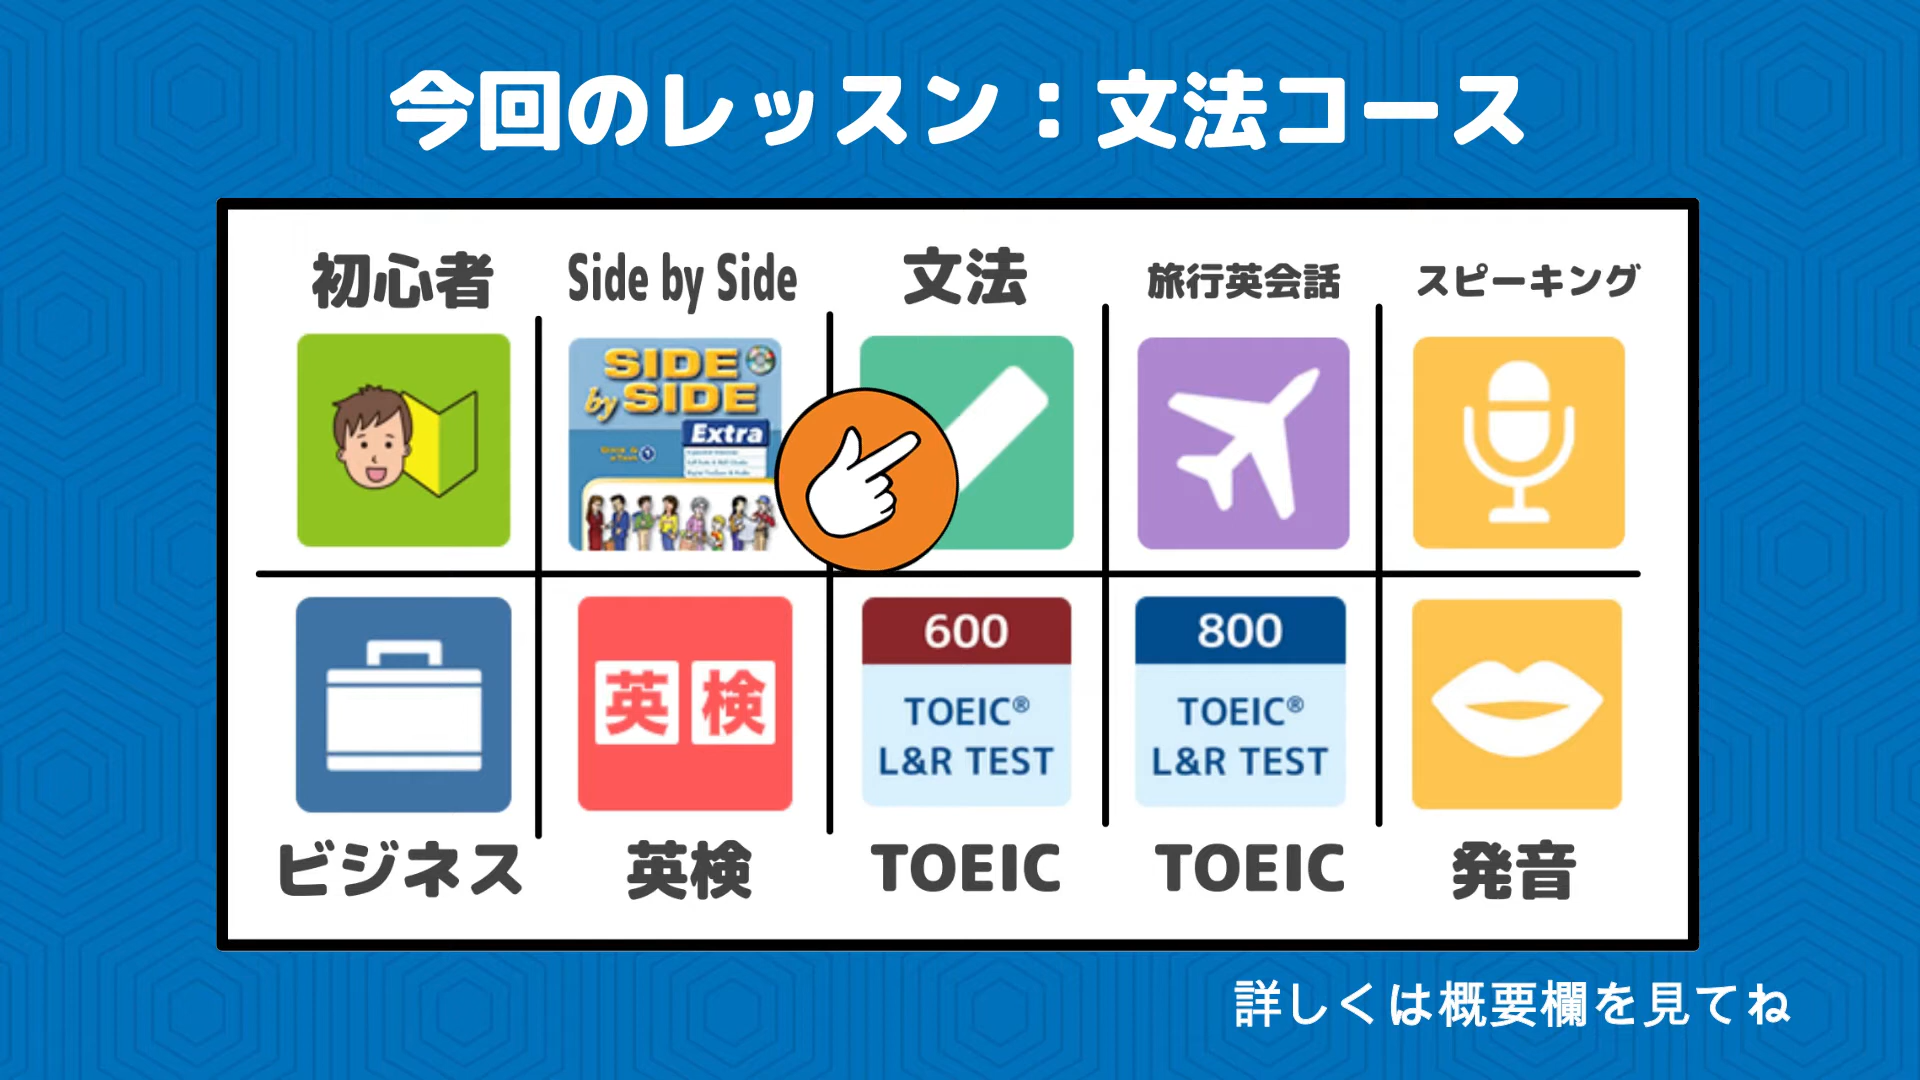 今回のレッスン：文法コース
初心者
Side by Side
文法
旅行英会話
スピーキング
SIDE
by SIDE
Extra
600
TOEIC®
L&R TEST
800
TOEIC®
L&R TEST
英検
ビジネス
英検
TOEIC
TOEIC
発音
詳しくは概要欄を見てね